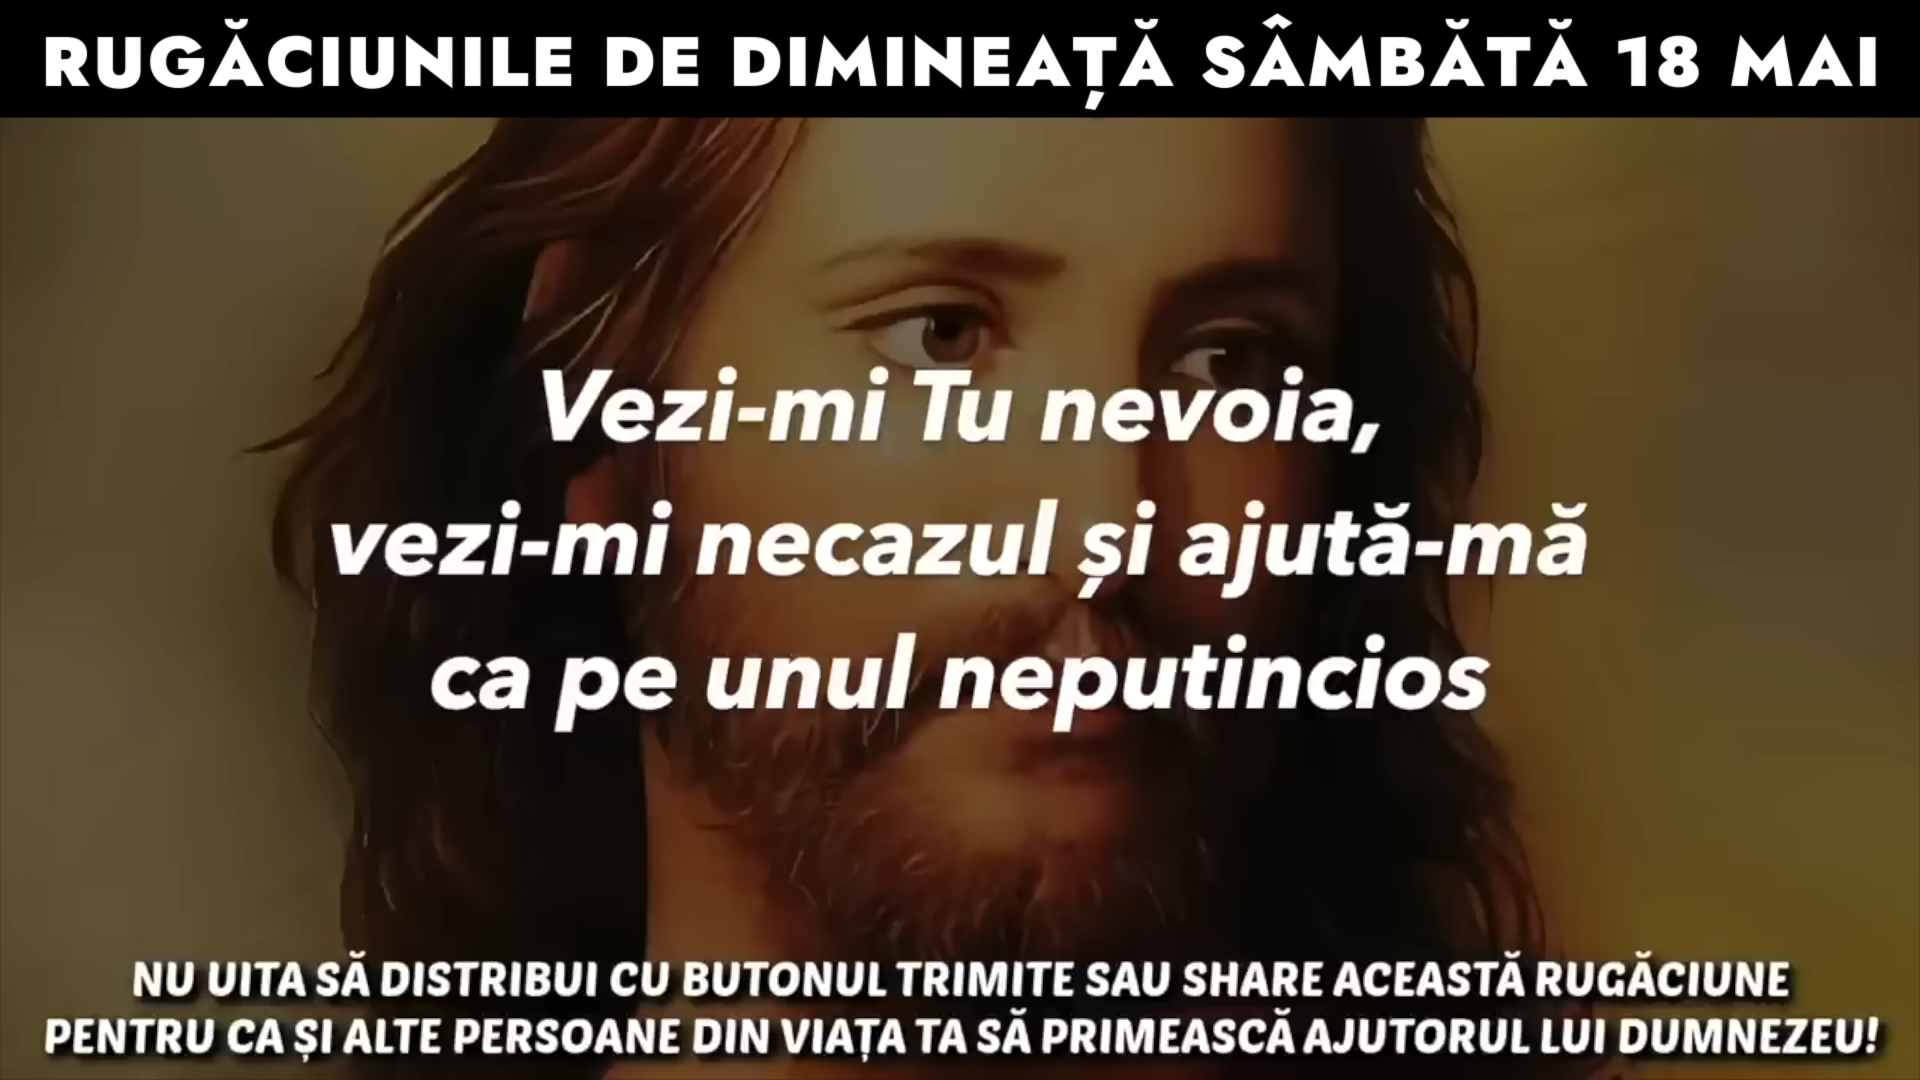 RUGĂCIUNILE DE DIMINEAȚĂ SÂMBĂTĂ 18 MAI
Vezi-mi Tu nevoia,
vezi-mi necazul și ajută-mă
ca pe unul neputincios
NU UITA SĂ DISTRIBUI CU BUTONUL TRIMITE SAU SHARE ACEASTĂ RUGĂCIUNE
PENTRU CA ȘI ALTE PERSOANE DIN VIAȚA TA SĂ PRIMEASCĂ AJUTORUL LUI DUMNEZEU!